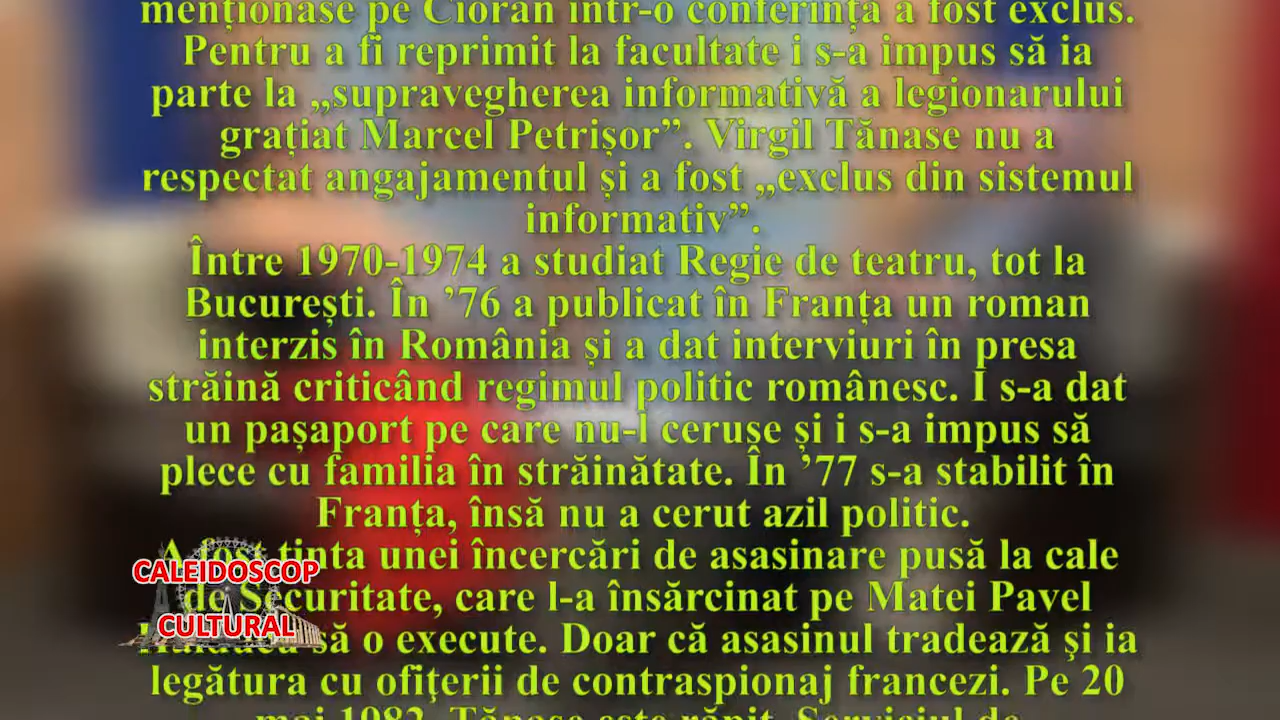 menționase pe Cioran într-o conferință a fost exclus.
Pentru a fi reprimit la facultate i s-a impus să ia
parte la „supravegherea informativă a legionarului
grațiat Marcel Petrișor”. Virgil Tănase nu a
respectat angajamentul și a fost „exclus din sistemul
informativ”.
Între 1970-1974 a studiat Regie de teatru, tot la
București. În ’76 a publicat în Franța un roman
interzis în România și a dat interviuri în presa
străină criticând regimul politic românesc. I s-a dat
un pașaport pe care nu-l ceruse și i s-a impus să
plece cu familia în străinătate. În ’77 s-a stabilit în
Franța, însă nu a cerut azil politic.
A fost ținta unei încercări de asasinare pusă la cale
de Securitate, care l-a însărcinat pe Matei Pavel
să o execute. Doar că asasinul tradează şi ia
legătura cu ofiţerii de contraspionaj francezi. Pe 20
mai 1982, Tănase este răpit. Serviciul de
CALEIDOSCOP
CULTURAL